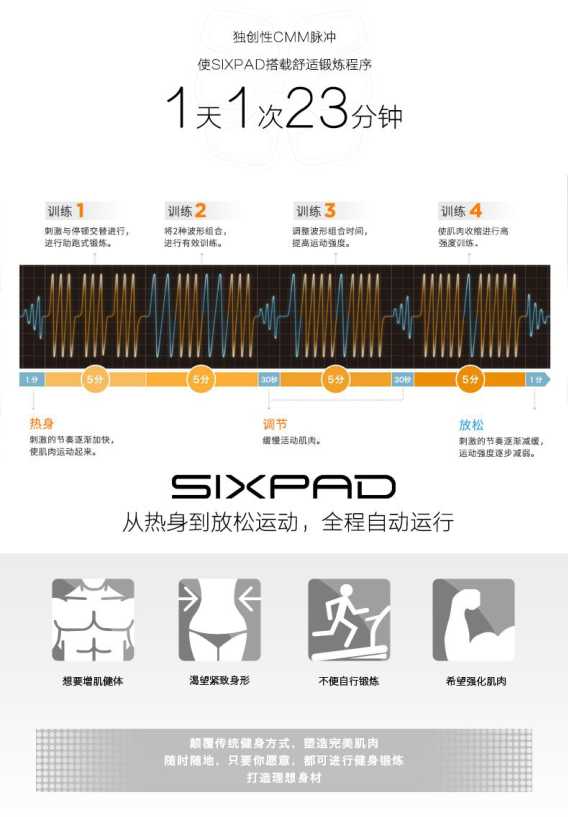 独创性CMM脉冲
使SIXPAD搭载舒适锻炼程序
1天1次23分钟
训练 1
刺激与停顿交替进行，
进行助跑式锻炼。
训练 2
将2种波形组合，
进行有效训练。
训练 3
调整波形组合时间，
提高运动强度。
训练 4
使肌肉收缩进行高
强度训练。
1分
5分
5分
30秒
5分
30秒
5分
1分
热身
刺激的节奏逐渐加快，
使肌肉运动起来。
调节
缓慢活动肌肉。
放松
刺激的节奏逐渐减缓，
运动强度逐步减弱。
SIXPAD
从热身到放松运动，全程自动运行
想要增肌健体
渴望紧致身形
不便自行锻炼
希望强化肌肉
颠覆传统健身方式，塑造完美肌肉
随时随地，只要你愿意，都可进行健身锻炼
打造理想身材